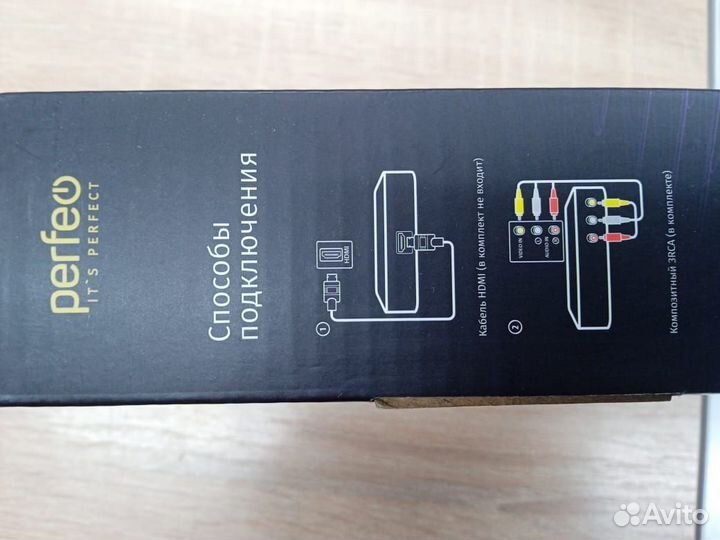 perfeo
IT`S PERFECT
Способы
подключения
1
HDMI
Кабель HDMI (в комплект не входит)
2
VIDEO IN
L
AUDIO IN
R
Композитный 3RCA (в комплекте)
Avito